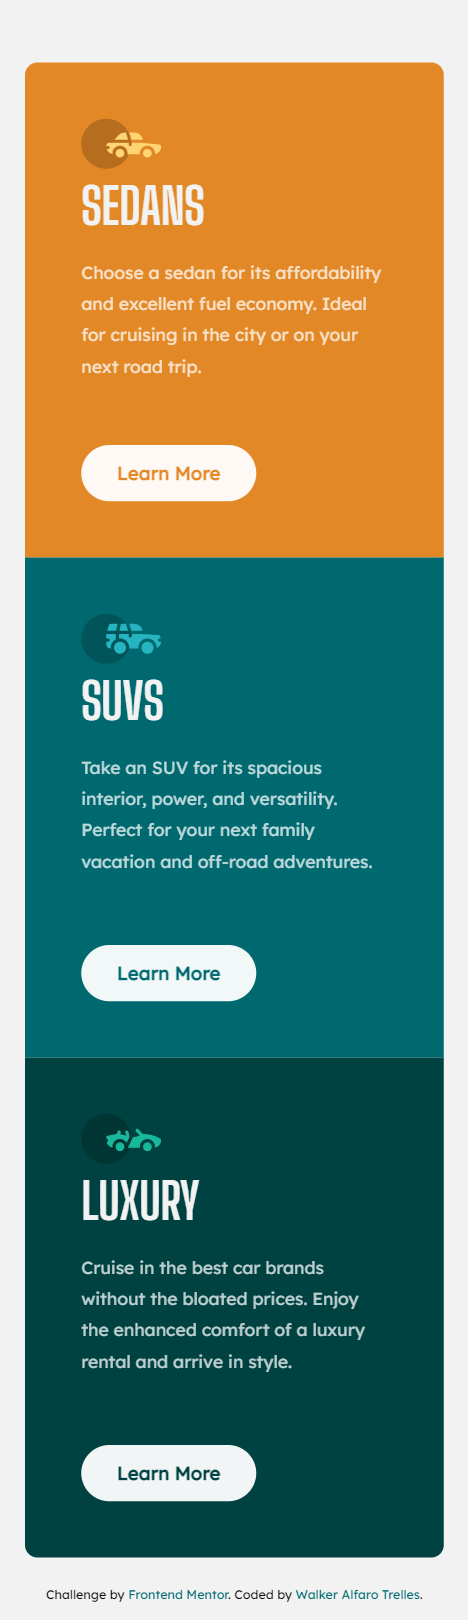 SEDANS
Choose a sedan for its affordability
and excellent fuel economy. Ideal
for cruising in the city or on your
next road trip.
Learn More
SUVS
Take an SUV for its spacious
interior, power, and versatility.
Perfect for your next family
vacation and off-road adventures.
Learn More
LUXURY
Cruise in the best car brands
without the bloated prices. Enjoy
the enhanced comfort of a luxury
rental and arrive in style.
Learn More
Challenge by Frontend Mentor. Coded by Walker Alfaro Trelles.